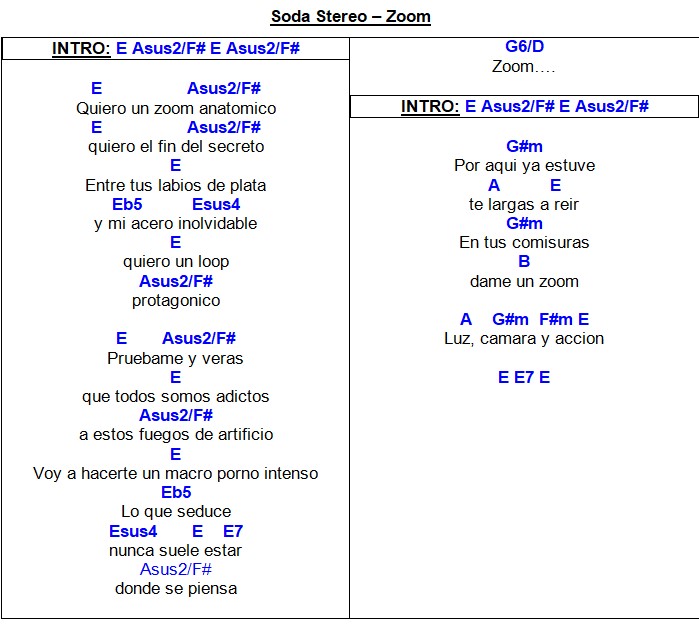 Soda Stereo – Zoom
INTRO: E Asus2/F# E Asus2/F#
E Asus2/F#
Quiero un zoom anatomico
E Asus2/F#
quiero el fin del secreto
E
Entre tus labios de plata
Eb5 Esus4
y mi acero inolvidable
E
quiero un loop
Asus2/F#
protagonico
E Asus2/F#
Pruebame y veras
E
que todos somos adictos
Asus2/F#
a estos fuegos de artificio
E
Voy a hacerte un macro porno intenso
Eb5
Lo que seduce
Esus4 E E7
nunca suele estar
Asus2/F#
donde se piensa
G6/D
Zoom….
INTRO: E Asus2/F# E Asus2/F#
G#m
Por aqui ya estuve
A E
te largas a reir
G#m
En tus comisuras
B
dame un zoom
A G#m F#m E
Luz, camara y accion
E E7 E